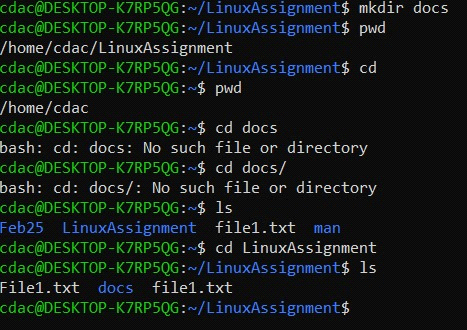 cdac@DESKTOP-K7RP5QG:~/LinuxAssignment$ mkdir docs
cdac@DESKTOP-K7RP5QG:~/LinuxAssignment$ pwd
/home/cdac/LinuxAssignment
cdac@DESKTOP-K7RP5QG:~/LinuxAssignment$ cd
cdac@DESKTOP-K7RP5QG:~$ pwd
/home/cdac
cdac@DESKTOP-K7RP5QG:~$ cd docs
bash: cd: docs: No such file or directory
cdac@DESKTOP-K7RP5QG:~$ cd docs/
bash: cd: docs/: No such file or directory
cdac@DESKTOP-K7RP5QG:~$ ls
Feb25  LinuxAssignment  file1.txt  man
cdac@DESKTOP-K7RP5QG:~$ cd LinuxAssignment
cdac@DESKTOP-K7RP5QG:~/LinuxAssignment$ ls
File1.txt  docs  file1.txt
cdac@DESKTOP-K7RP5QG:~/LinuxAssignment$